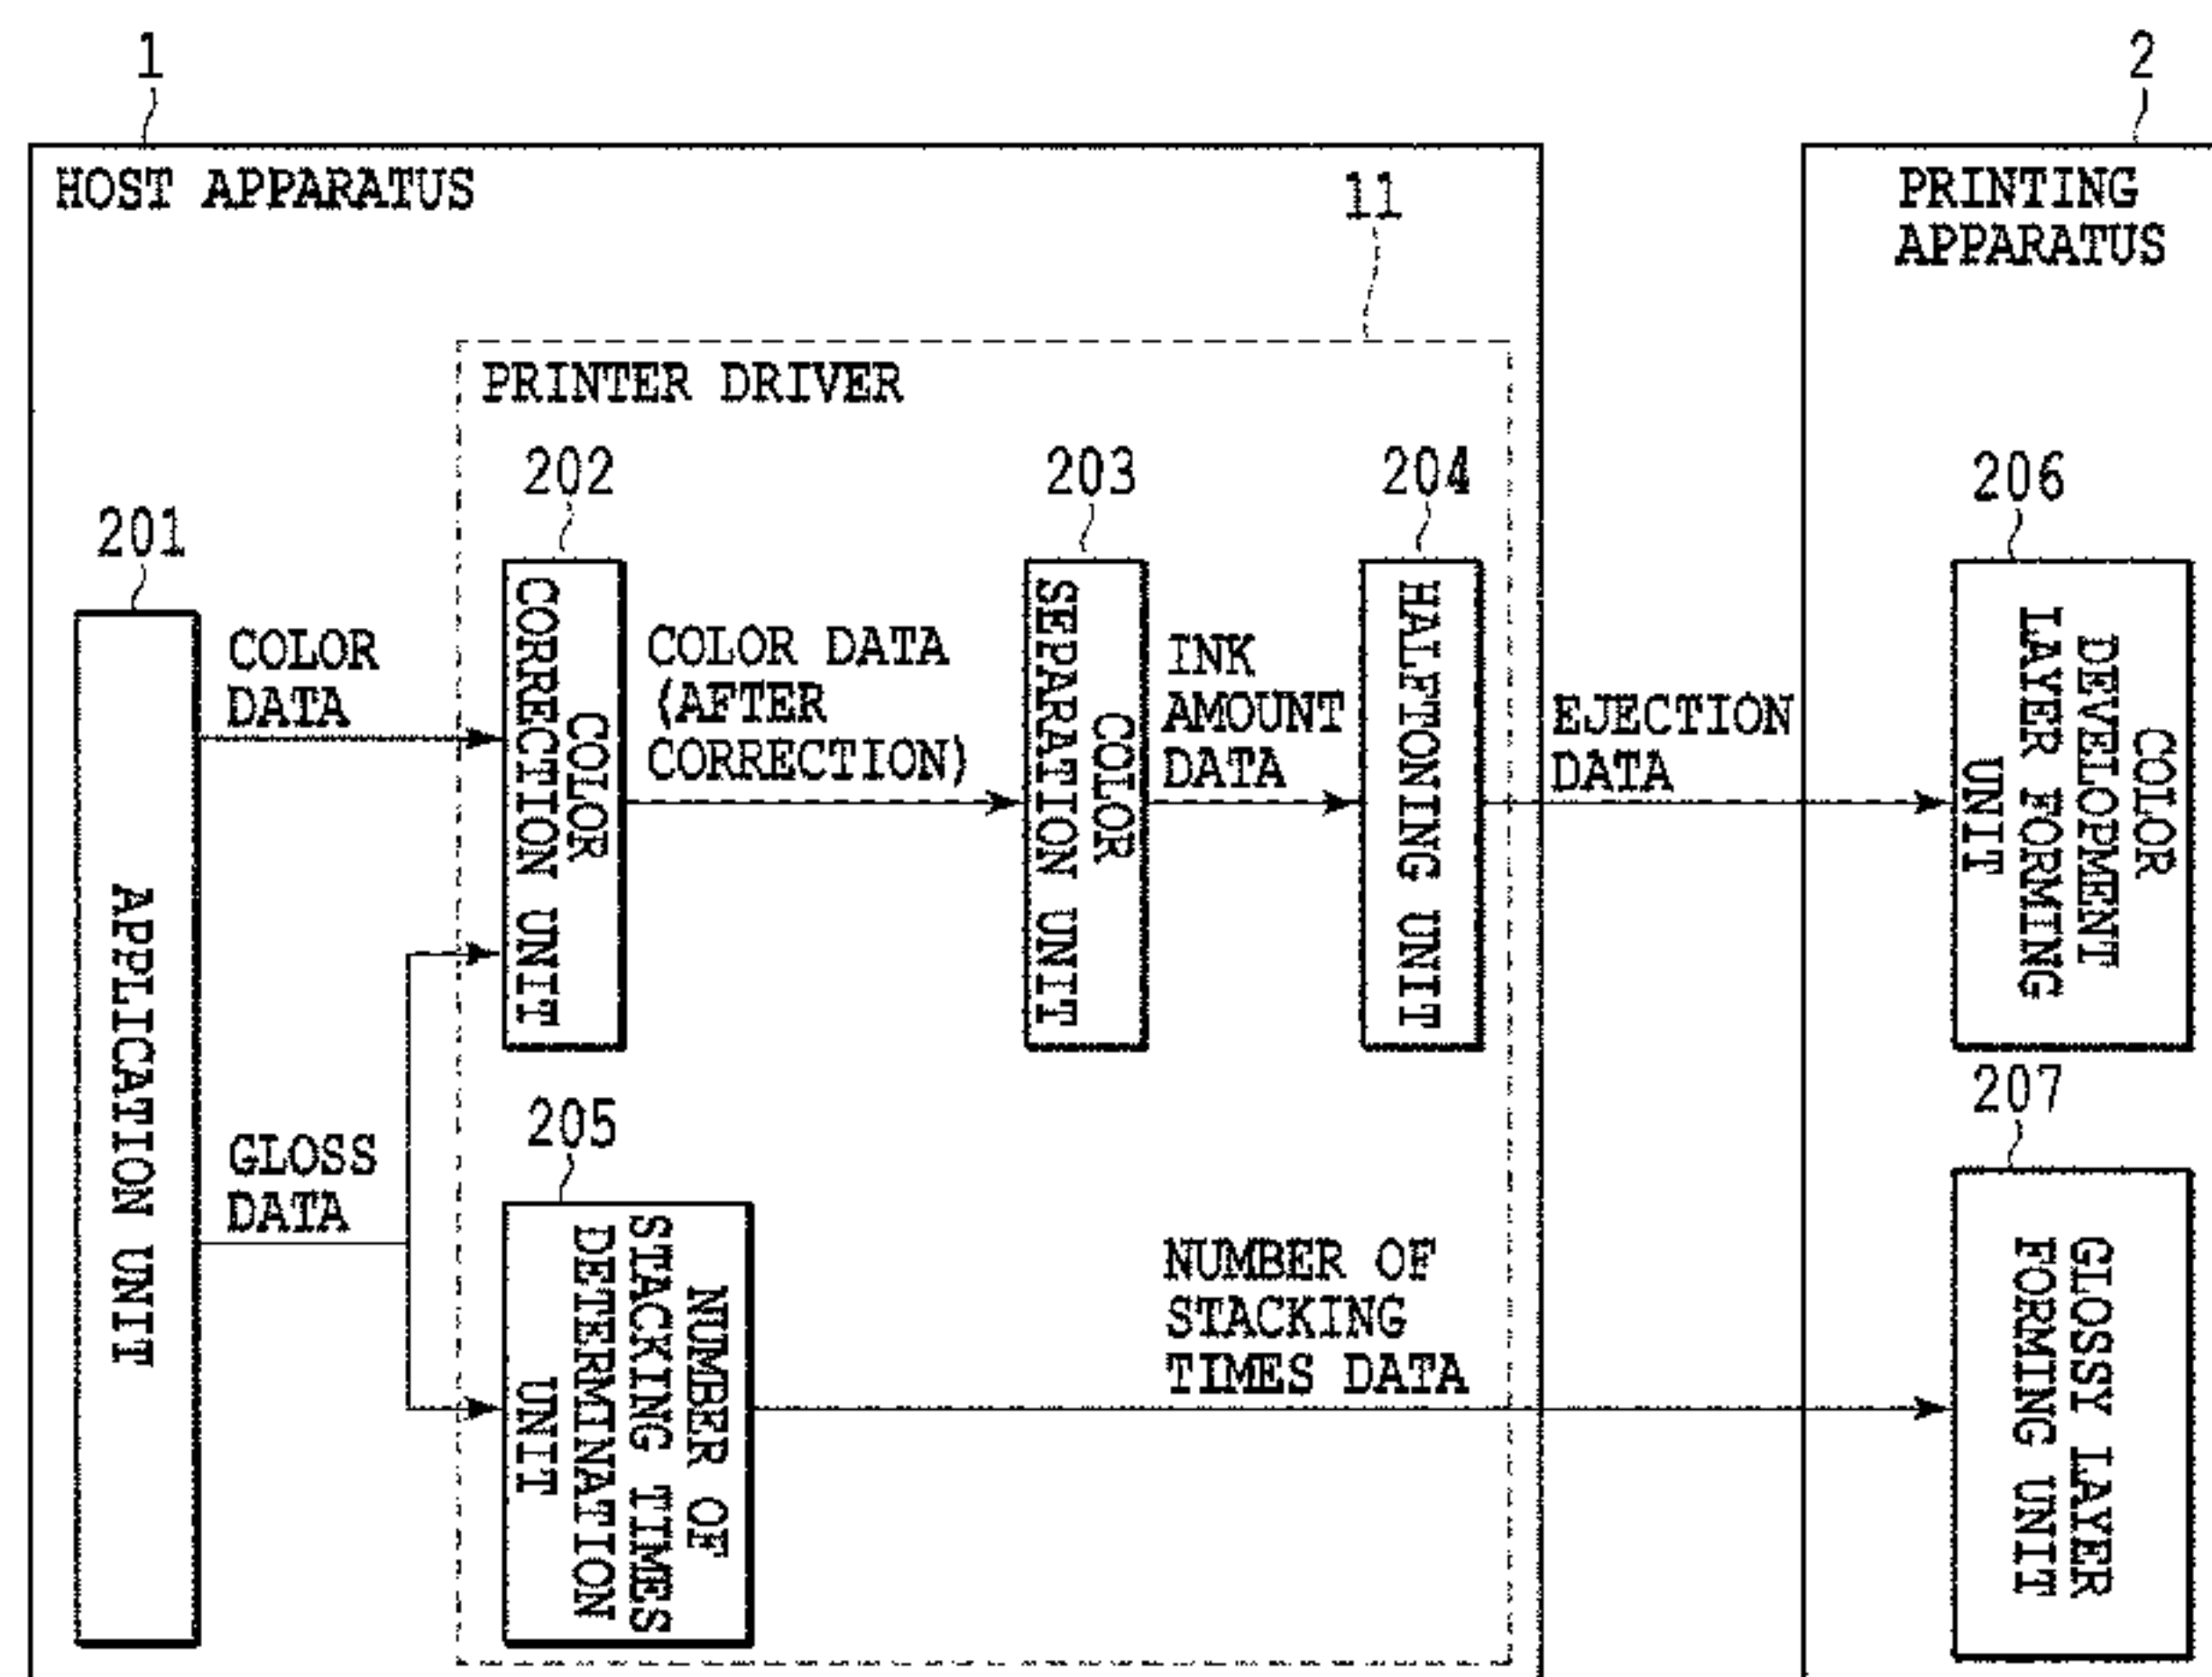 1
2
HOST APPARATUS
11
PRINTING
APPARATUS
PRINTER DRIVER
202
203
204
206
201
COLOR
DATA
COLOR
CORRECTION UNIT
COLOR DATA
(AFTER
CORRECTION)
COLOR
SEPARATION UNIT
INK
AMOUNT
DATA
HALFTONING UNIT
EJECTION
DATA
COLOR
DEVELOPMENT
LAYER FORMING
UNIT
APPLICATION UNIT
GLOSS
DATA
205
NUMBER OF
STACKING TIMES
DETERMINATION
UNIT
NUMBER OF
STACKING
TIMES DATA
207
GLOSSY LAYER
FORMING UNIT